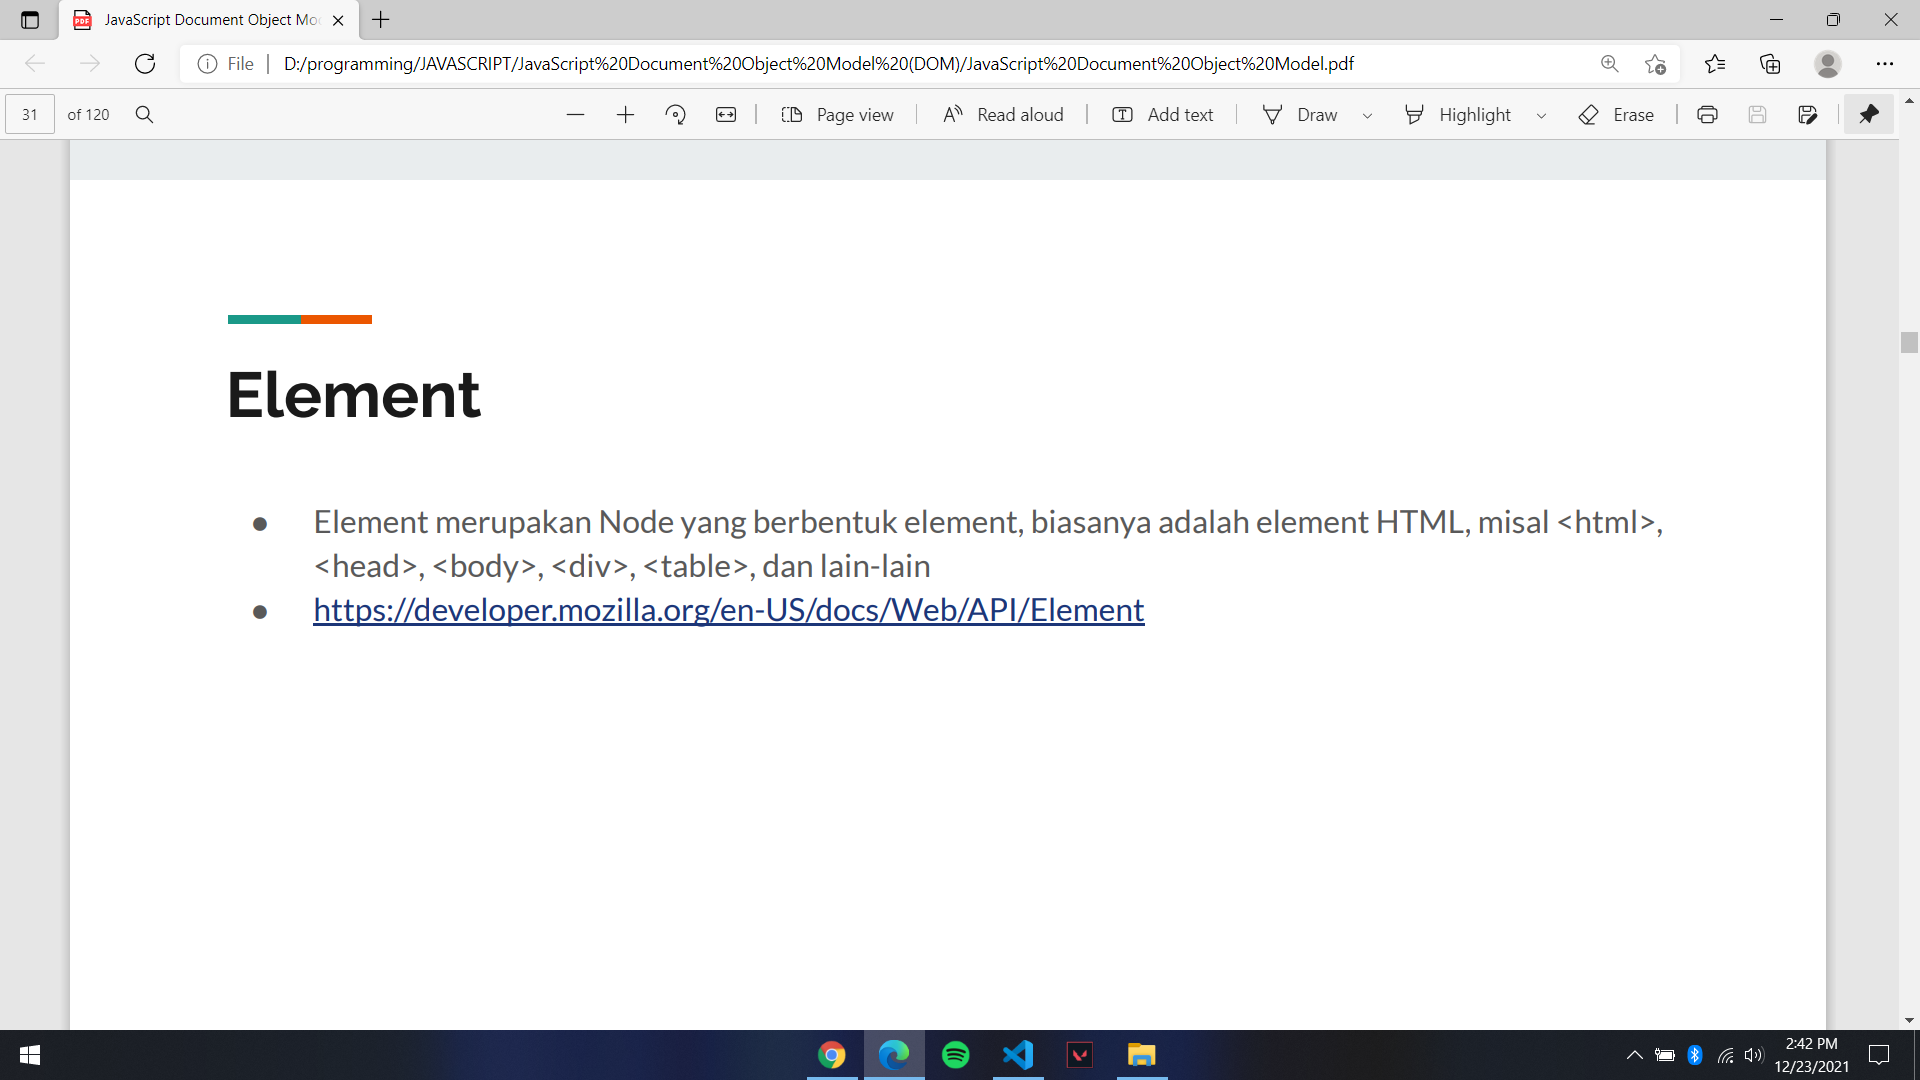 JavaScript Document Object Mo
File
D:/programming/JAVASCRIPT/JavaScript%20Document%20Object%20Model%20(DOM)/JavaScript%20Document%20Object%20Model.pdf
31 of 120
Page view
Read aloud
Add text
Draw
Highlight
Erase
Element
● Element merupakan Node yang berbentuk element, biasanya adalah element HTML, misal <html>,
<head>, <body>, <div>, <table>, dan lain-lain
● https://developer.mozilla.org/en-US/docs/Web/API/Element
2:42 PM
12/23/2021